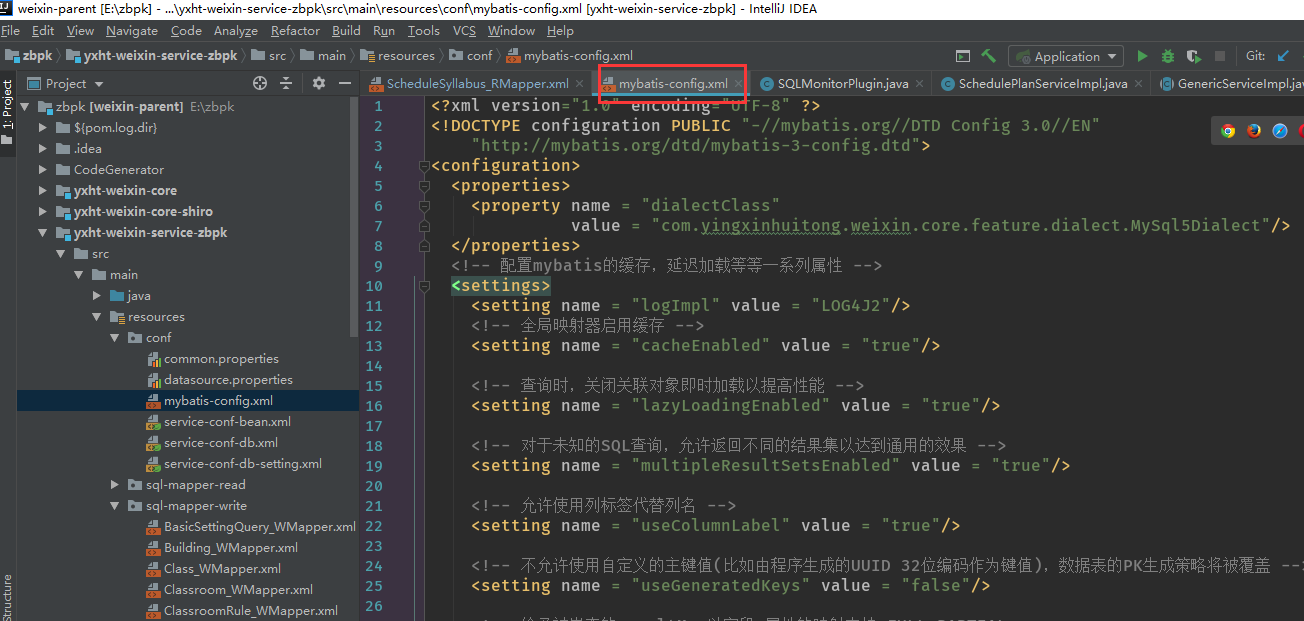 weixin-parent [E:\zbpk] - ...\yxht-weixin-service-zbpk\src\main\resources\conf\mybatis-config.xml [yxht-weixin-service-zbpk] - IntelliJ IDEA
File Edit View Navigate Code Analyze Refactor Build Run Tools VCS Window Help
zbpk yxht-weixin-service-zbpk src main resources conf mybatis-config.xml Application Git:
Project ScheduleSyllabus_RMapper.xml mybatis-config.xml SQLMonitorPlugin.java SchedulePlanServiceImpl.java GenericServiceImpl.jav
1: Project
Structure
zbpk [weixin-parent] E:\zbpk
${pom.log.dir}
.idea
CodeGenerator
yxht-weixin-core
yxht-weixin-core-shiro
yxht-weixin-service-zbpk
src
main
java
resources
conf
common.properties
datasource.properties
mybatis-config.xml
service-conf-bean.xml
service-conf-db.xml
service-conf-db-setting.xml
sql-mapper-read
sql-mapper-write
BasicSettingQuery_WMapper.xml
Building_WMapper.xml
Class_WMapper.xml
Classroom_WMapper.xml
ClassroomRule_WMapper.xml
1 <?xml version="1.0" encoding="UTF-8" ?>
2 <!DOCTYPE configuration PUBLIC "-//mybatis.org//DTD Config 3.0//EN"
3 "http://mybatis.org/dtd/mybatis-3-config.dtd">
4 <configuration>
5 <properties>
6 <property name = "dialectClass"
7 value = "com.yingxinhuitong.weixin.core.feature.dialect.MySql5Dialect"/>
8 </properties>
9 <!-- 配置mybatis的缓存，延迟加载等等一系列属性 -->
10 <settings>
11 <setting name = "logImpl" value = "LOG4J2"/>
12 <!-- 全局映射器启用缓存 -->
13 <setting name = "cacheEnabled" value = "true"/>
14
15 <!-- 查询时，关闭关联对象即时加载以提高性能 -->
16 <setting name = "lazyLoadingEnabled" value = "true"/>
17
18 <!-- 对于未知的SQL查询，允许返回不同的结果集以达到通用的效果 -->
19 <setting name = "multipleResultSetsEnabled" value = "true"/>
20
21 <!-- 允许使用列标签代替列名 -->
22 <setting name = "useColumnLabel" value = "true"/>
23
24 <!-- 不允许使用自定义的主键值(比如由程序生成的UUID 32位编码作为键值)，数据表的PK生成策略将被覆盖 --
25 <setting name = "useGeneratedKeys" value = "false"/>
26